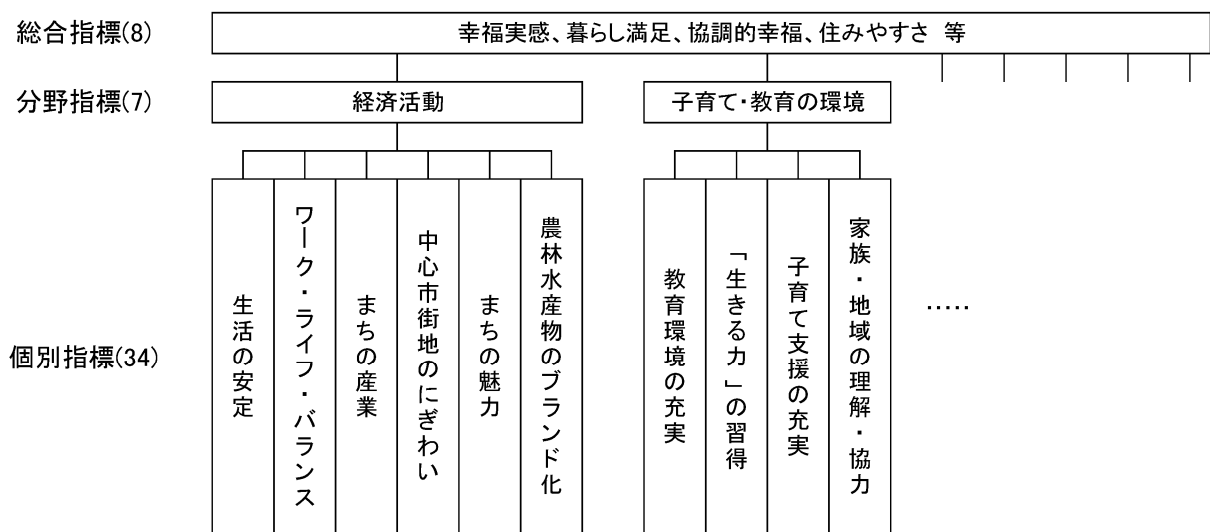 総合指標(8)
幸福実感、暮らし満足、協調的幸福、住みやすさ 等
分野指標(7)
経済活動
子育て・教育の環境
個別指標(34)
生活の安定
ワーク・ライフ・バランス
まちの産業
中心市街地のにぎわい
まちの魅力
農林水産物のブランド化
教育環境の充実
「生きる力」の習得
子育て支援の充実
家族・地域の理解・協力
・・・・・